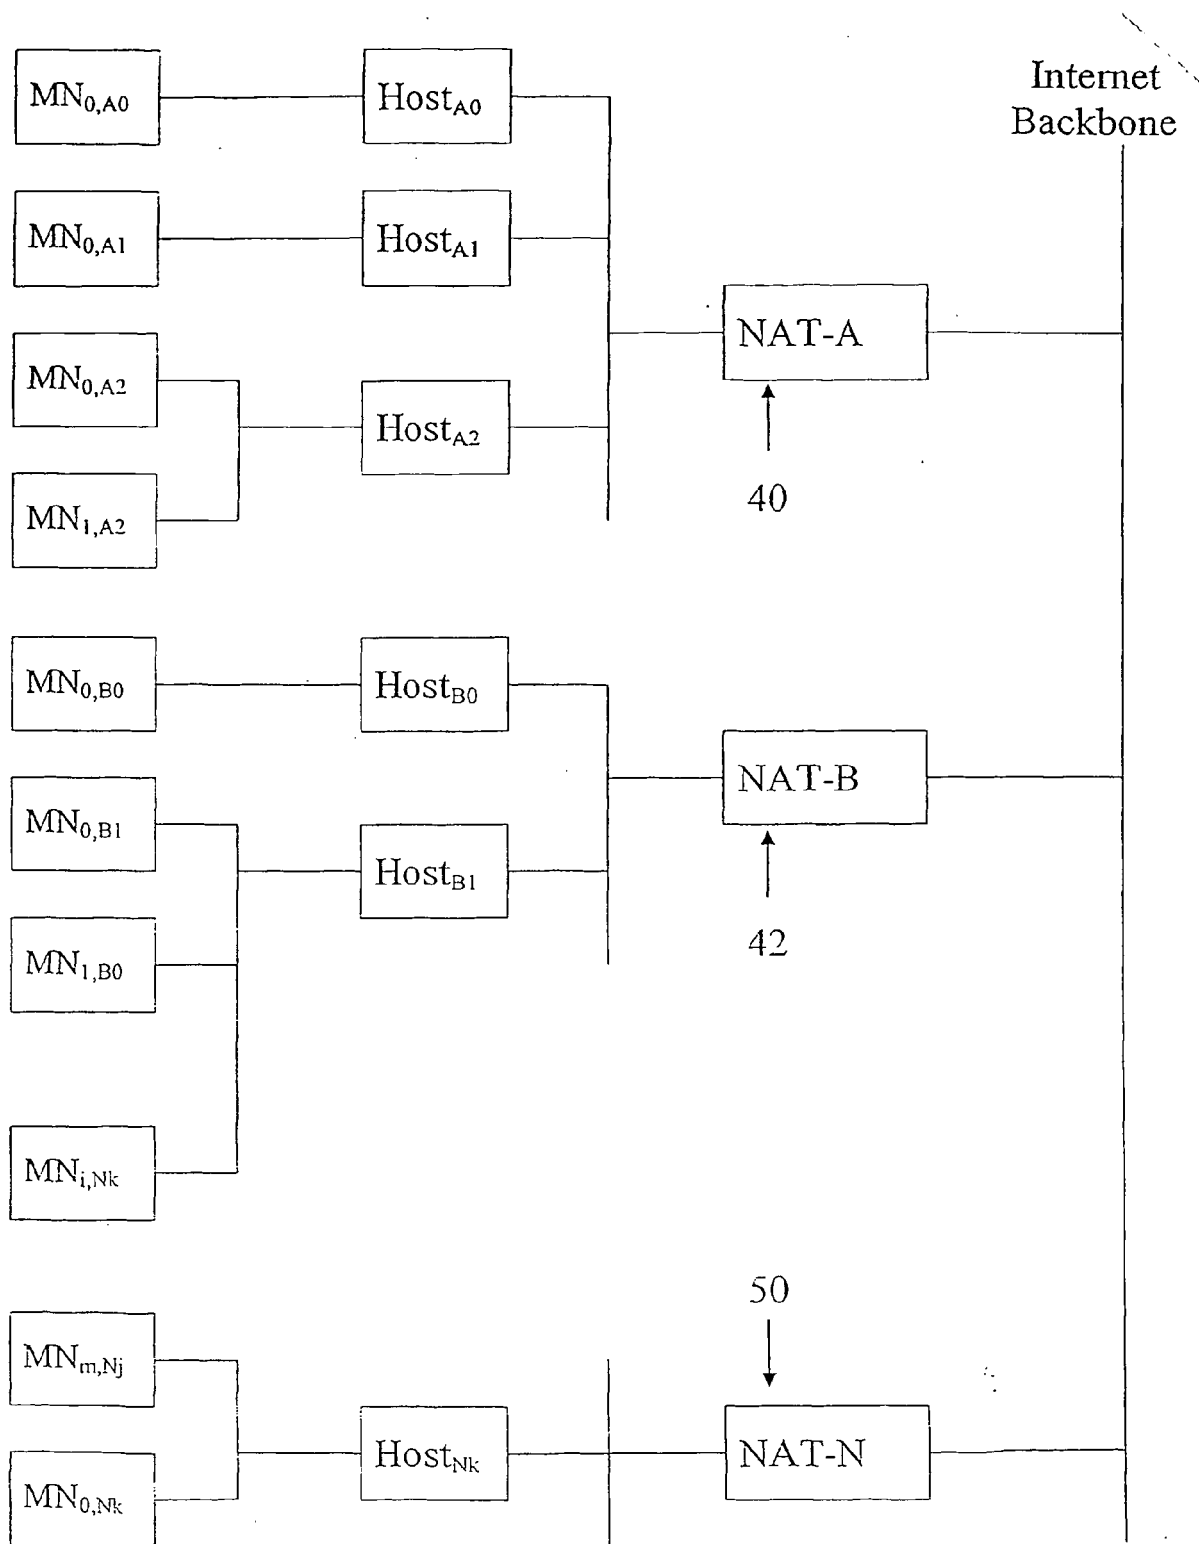 Internet
Backbone
MN0,A0
HostA0
MN0,A1
HostA1
NAT-A
MN0,A2
HostA2
40
MN1,A2
MN0,B0
HostB0
NAT-B
MN0,B1
HostB1
42
MN1,B0
MNi,Nk
50
MNm,Nj
HostNk
NAT-N
MN0,Nk